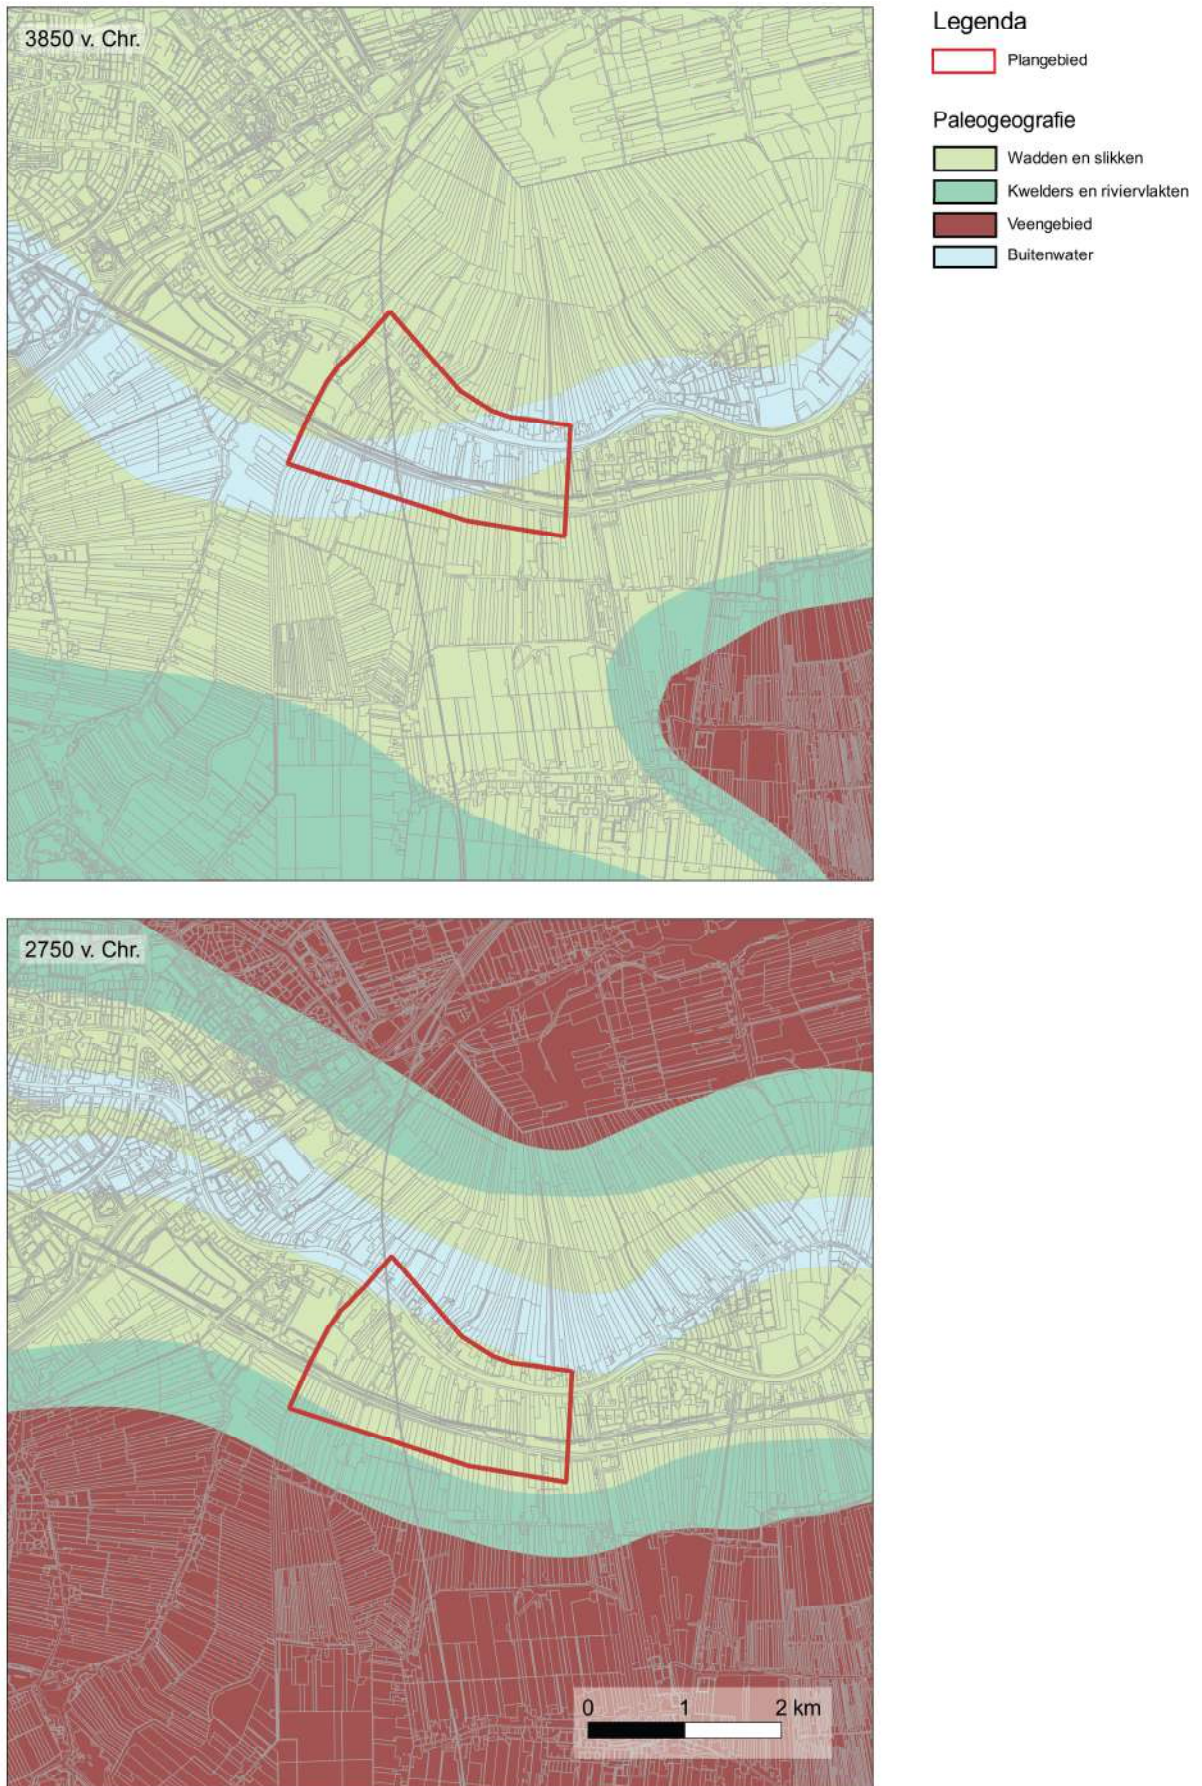 3850 v. Chr.
Legenda
Plangebied
Paleogeografie
Wadden en slikken
Kwelders en riviervlakten
Veengebied
Buitenwater
2750 v. Chr.
0 1 2 km